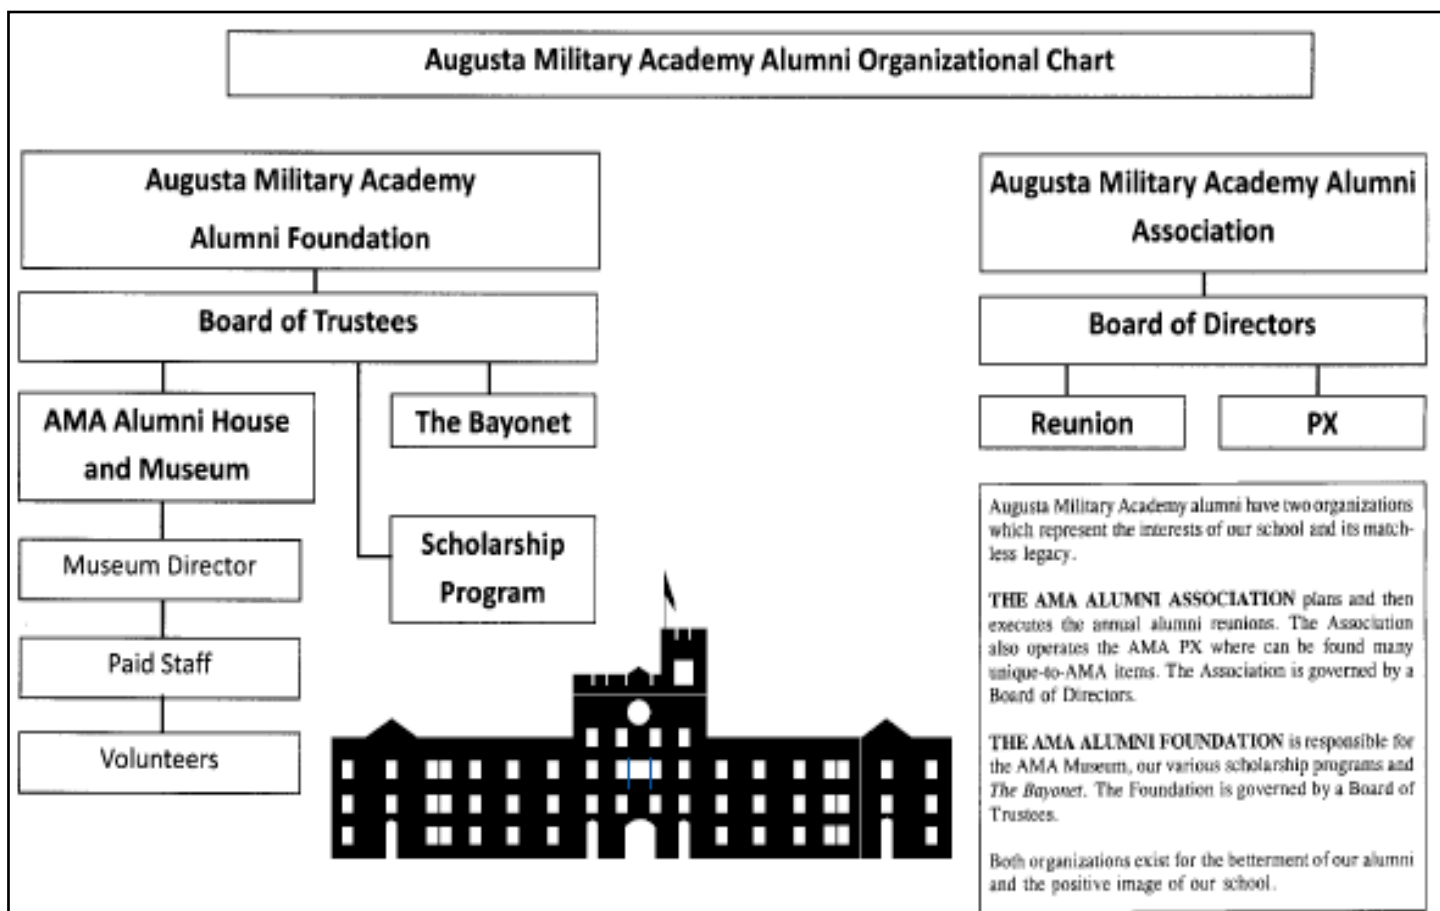 Augusta Military Academy Alumni Organizational Chart
Augusta Military Academy
Alumni Foundation
Board of Trustees
AMA Alumni House
and Museum
The Bayonet
Museum Director
Scholarship
Program
Paid Staff
Volunteers
Augusta Military Academy Alumni
Association
Board of Directors
Reunion
PX
Augusta Military Academy alumni have two organizations
which represent the interests of our school and its match-
less legacy.
THE AMA ALUMNI ASSOCIATION plans and then
executes the annual alumni reunions. The Association
also operates the AMA PX where can be found many
unique-to-AMA items. The Association is governed by a
Board of Directors.
THE AMA ALUMNI FOUNDATION is responsible for
the AMA Museum, our various scholarship programs and
The Bayonet. The Foundation is governed by a Board of
Trustees.
Both organizations exist for the betterment of our alumni
and the positive image of our school.